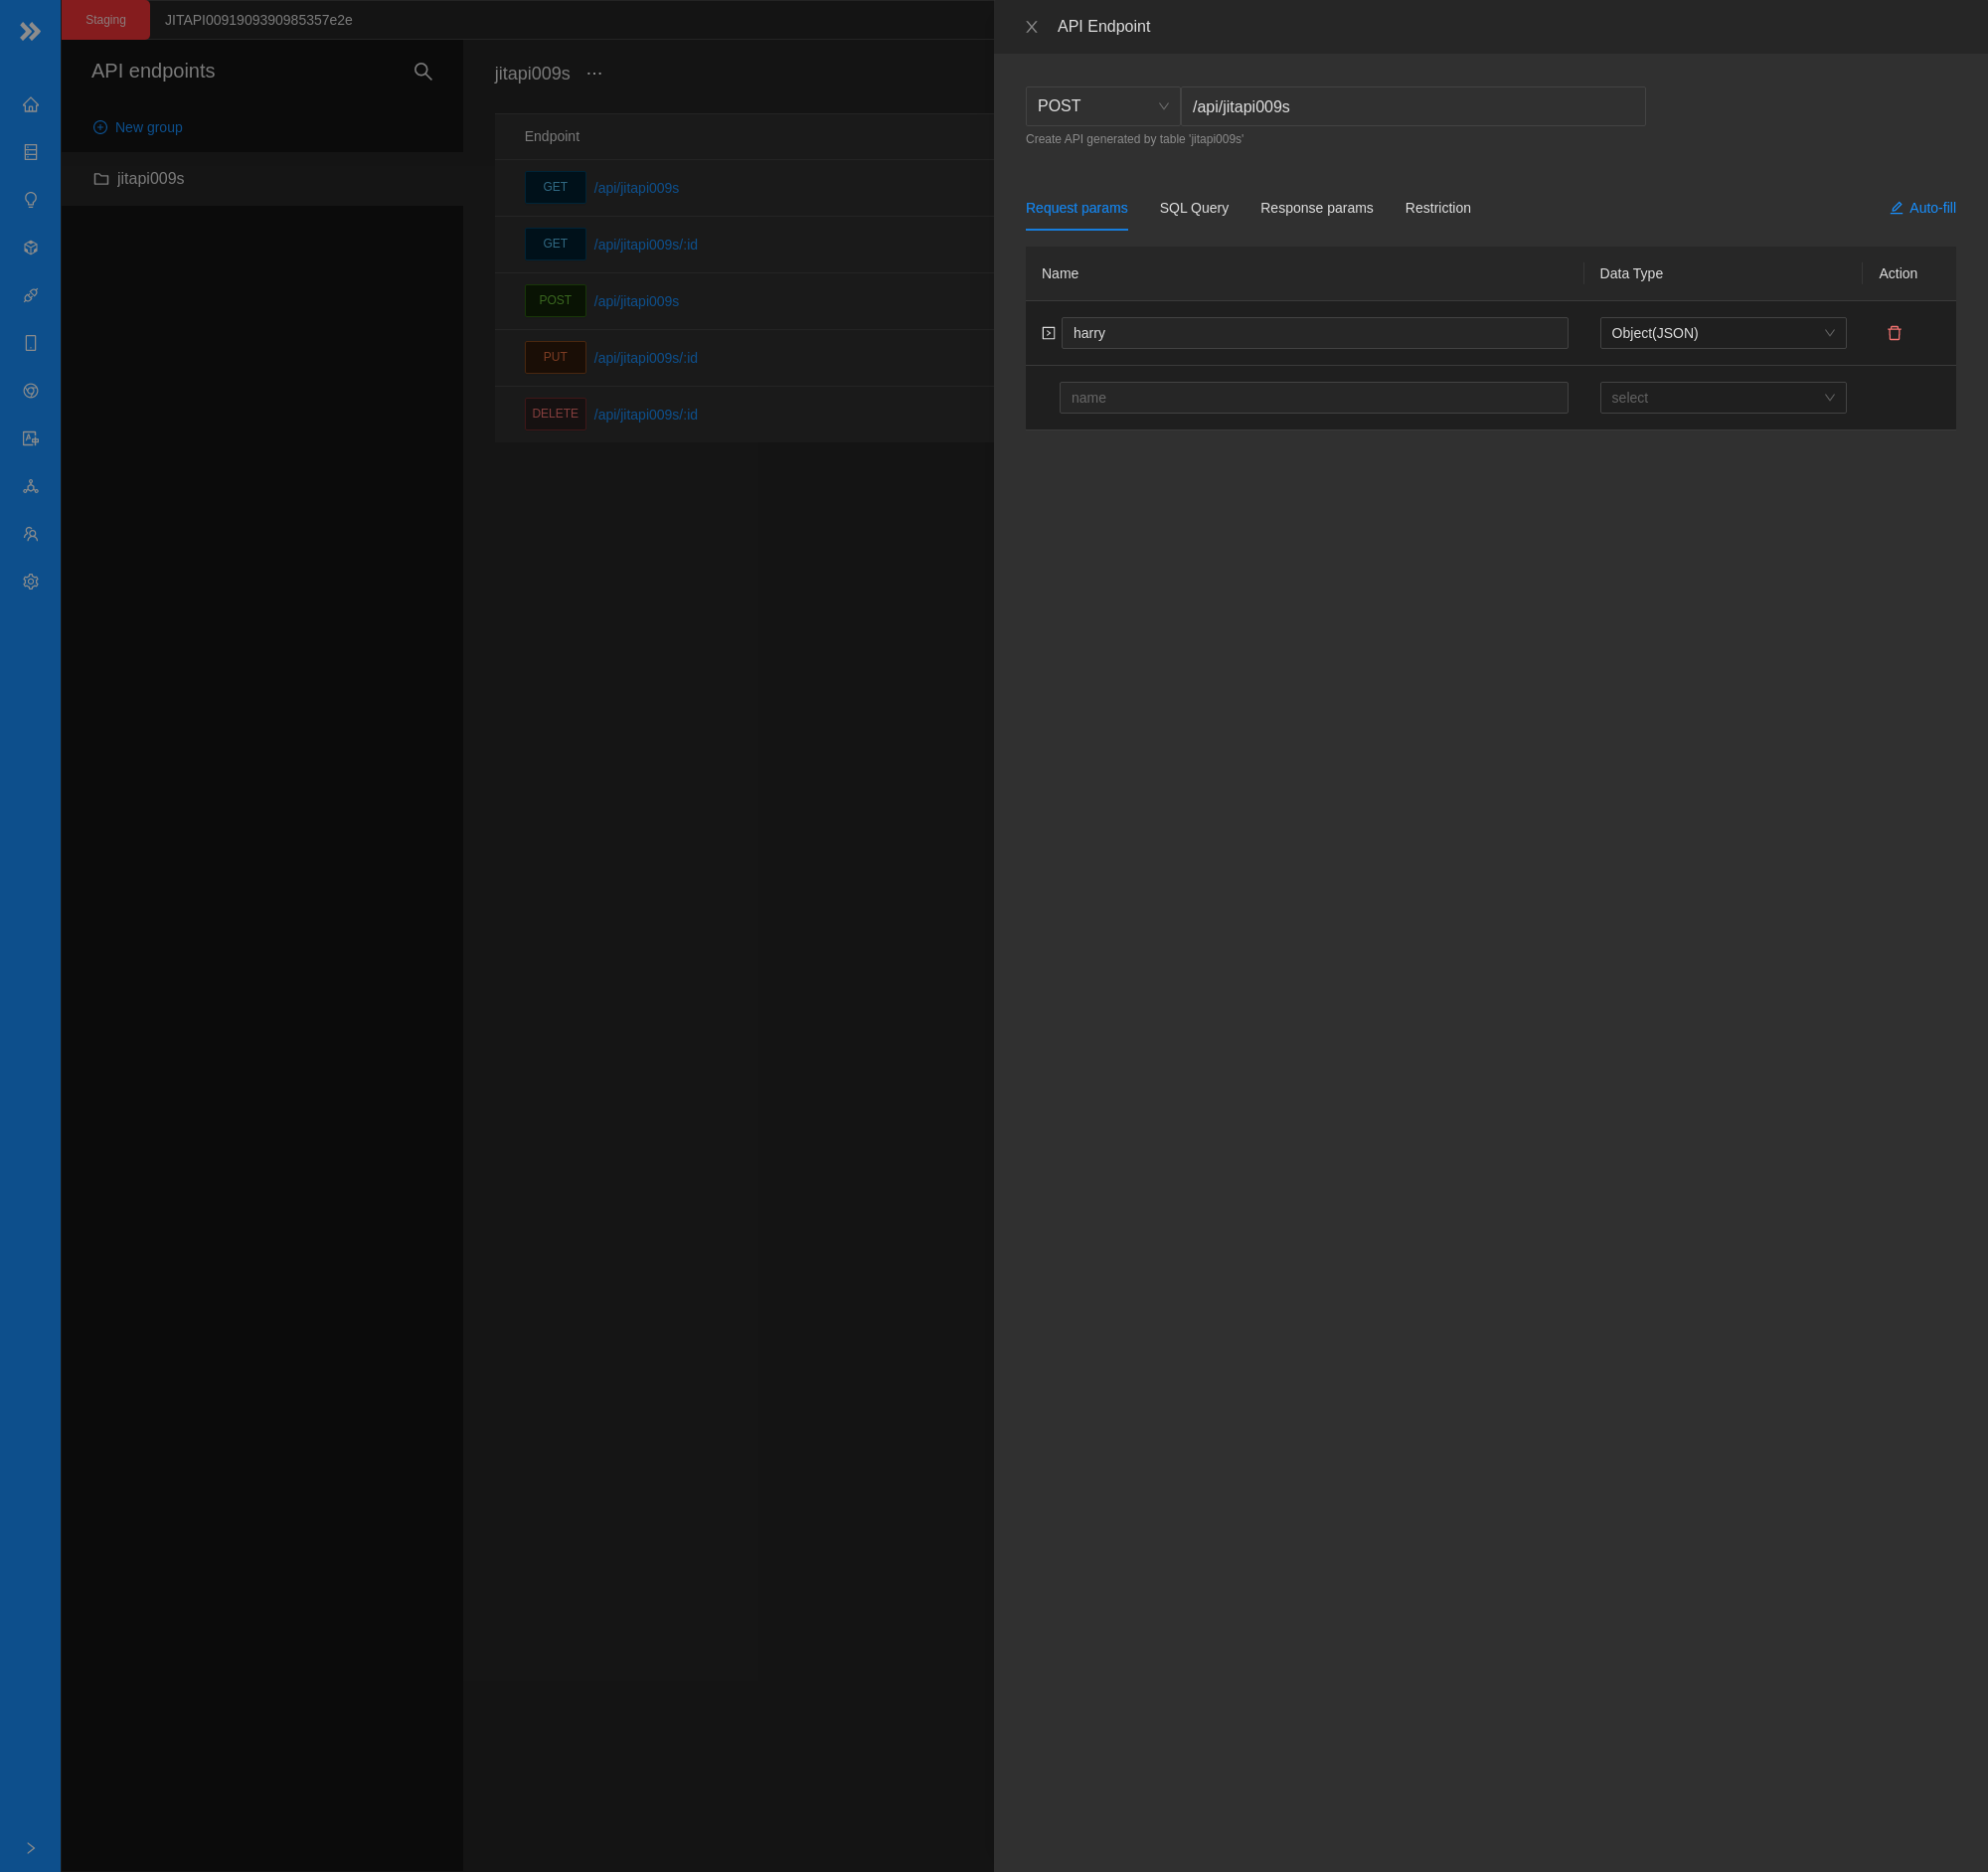 Staging
JITAPI0091909390985357e2e
API endpoints
New group
jitapi009s
jitapi009s ···
Endpoint
GET /api/jitapi009s
GET /api/jitapi009s/:id
POST /api/jitapi009s
PUT /api/jitapi009s/:id
DELETE /api/jitapi009s/:id
API Endpoint
POST /api/jitapi009s
Create API generated by table 'jitapi009s'
Request params SQL Query Response params Restriction Auto-fill
Name Data Type Action
harry Object(JSON)
name select